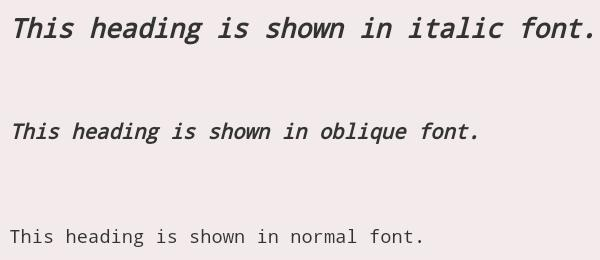 This heading is shown in italic font.
This heading is shown in oblique font.
This heading is shown in normal font.